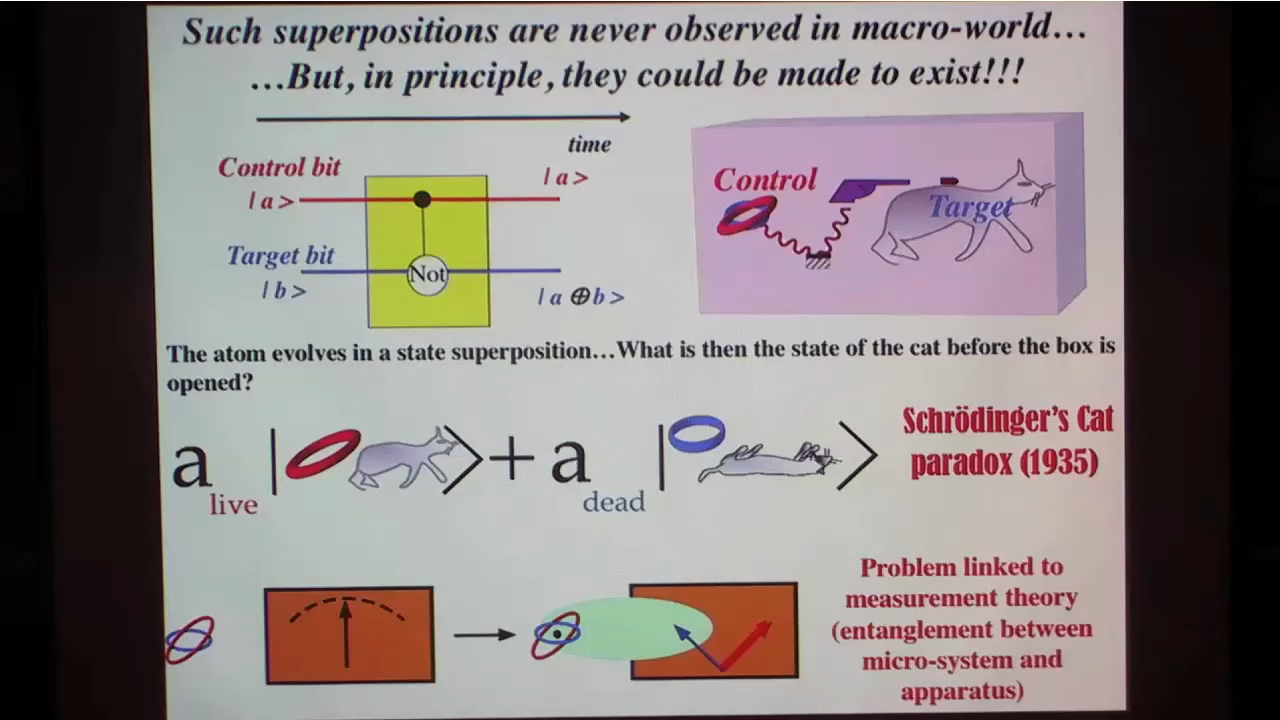 Such superpositions are never observed in macro-world…
…But, in principle, they could be made to exist!!!
time
Control bit
| a >
| a >
Target bit
| b >
Not
| a ⊕ b >
Control
Target
The atom evolves in a state superposition…What is then the state of the cat before the box is
opened?
a live | > + a dead | >
Schrödinger's Cat
paradox (1935)
Problem linked to
measurement theory
(entanglement between
micro-system and
apparatus)